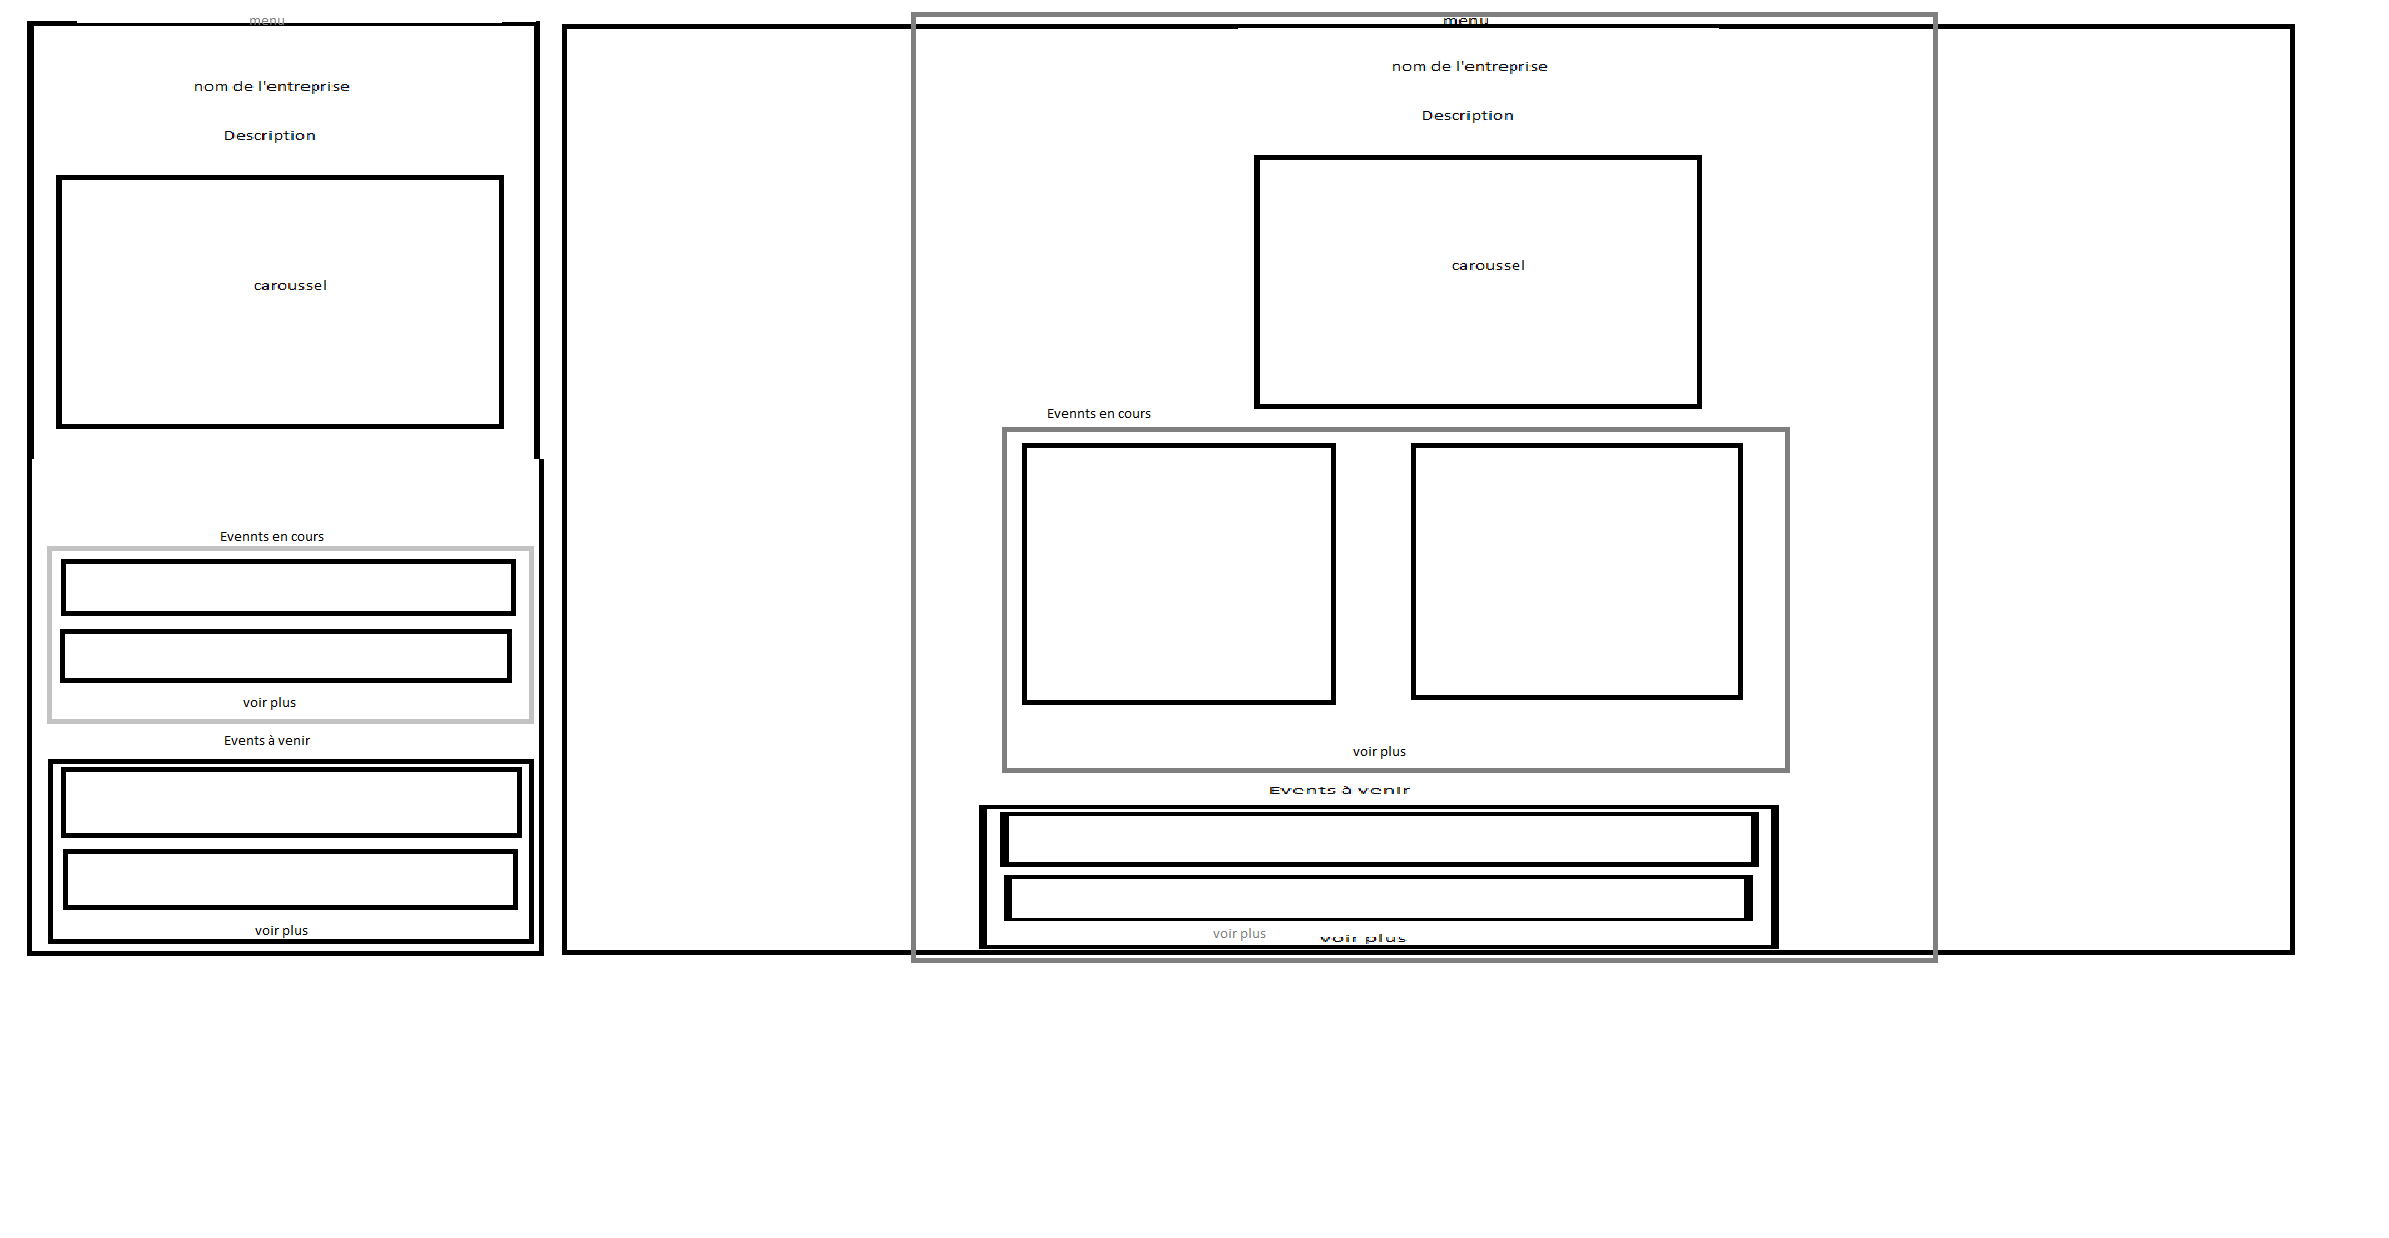 menu
nom de l'entreprise
Description
caroussel
Evennts en cours
voir plus
Events à venir
voir plus
menu
nom de l'entreprise
Description
caroussel
Evennts en cours
voir plus
Events à venir
voir plus
voir plus